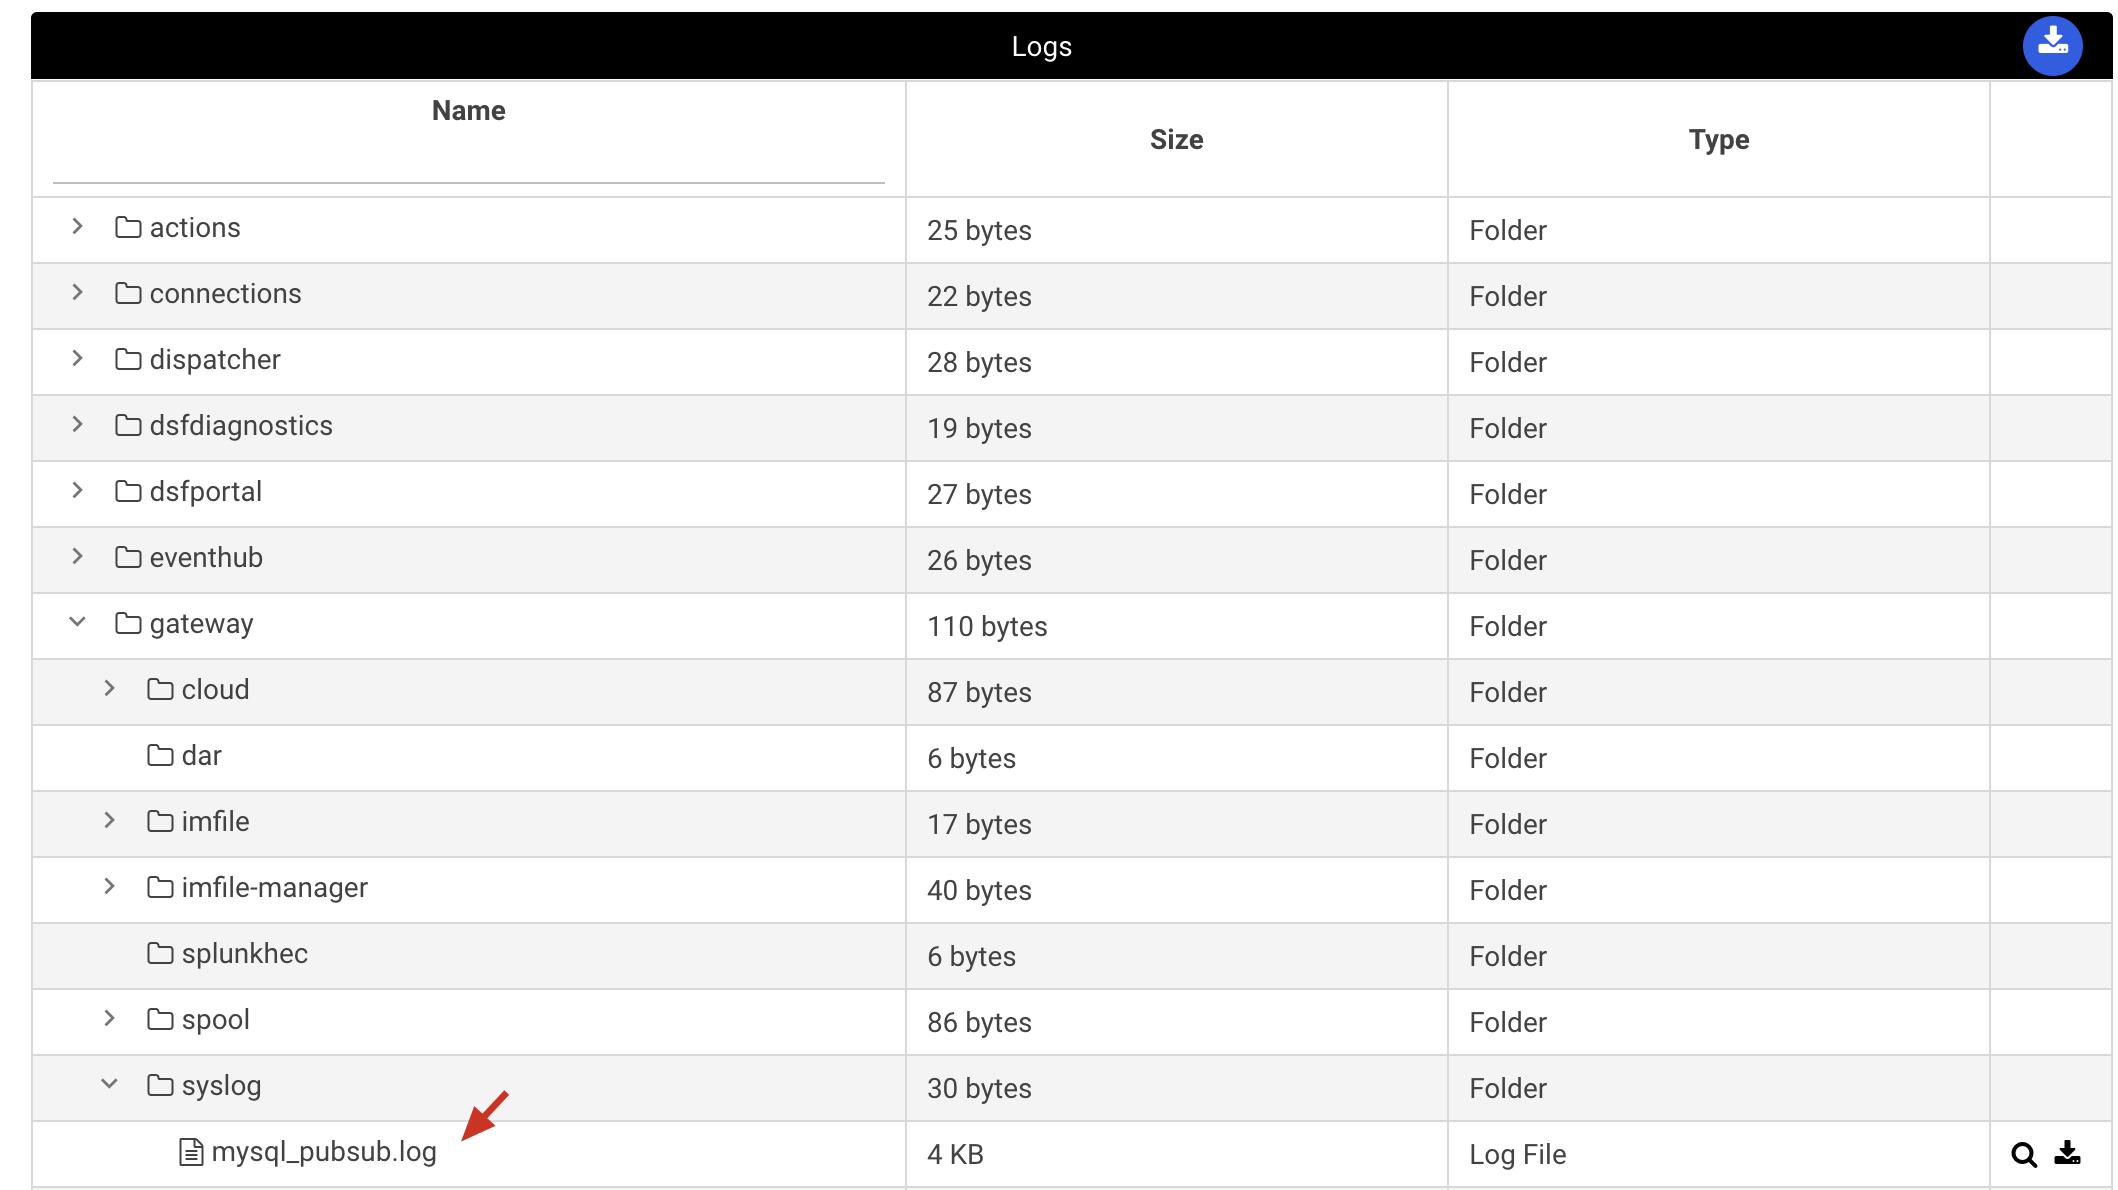 Logs
Name Size Type
actions 25 bytes Folder
connections 22 bytes Folder
dispatcher 28 bytes Folder
dsfdiagnostics 19 bytes Folder
dsfportal 27 bytes Folder
eventhub 26 bytes Folder
gateway 110 bytes Folder
cloud 87 bytes Folder
dar 6 bytes Folder
imfile 17 bytes Folder
imfile-manager 40 bytes Folder
splunkhec 6 bytes Folder
spool 86 bytes Folder
syslog 30 bytes Folder
mysql_pubsub.log 4 KB Log File